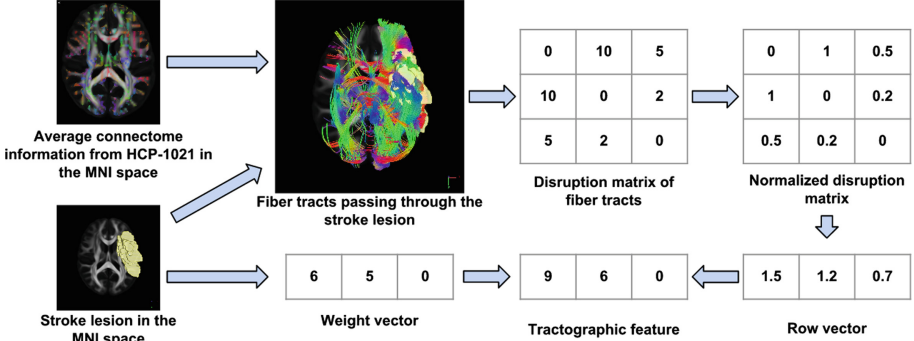 Average connectome
information from HCP-1021 in
the MNI space
Fiber tracts passing through the
stroke lesion
0 10 5
10 0 2
5 2 0
Disruption matrix of
fiber tracts
0 1 0.5
1 0 0.2
0.5 0.2 0
Normalized disruption
matrix
Stroke lesion in the
MNI space
6 5 0
Weight vector
9 6 0
Tractographic feature
1.5 1.2 0.7
Row vector